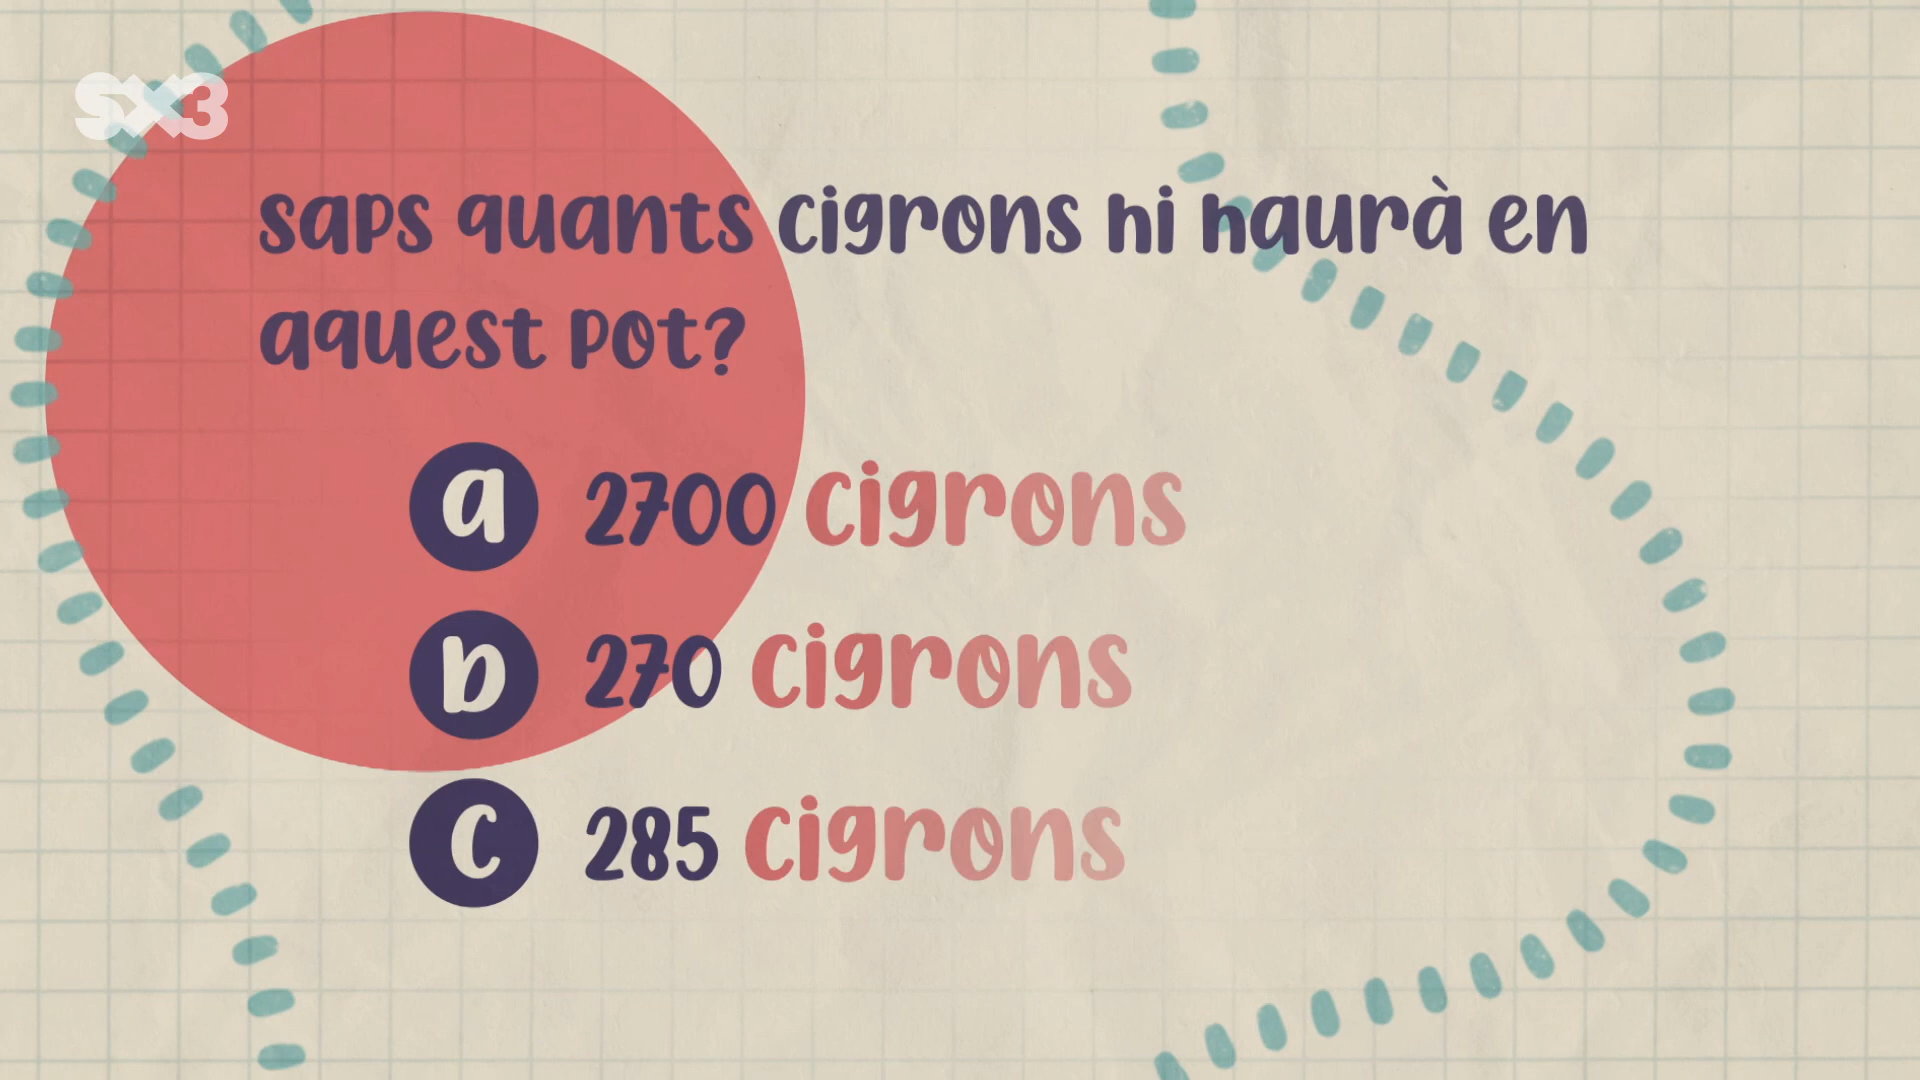 SX3
saps quants cigrons hi haurà en
aquest pot?
a 2700 cigrons
b 270 cigrons
c 285 cigrons